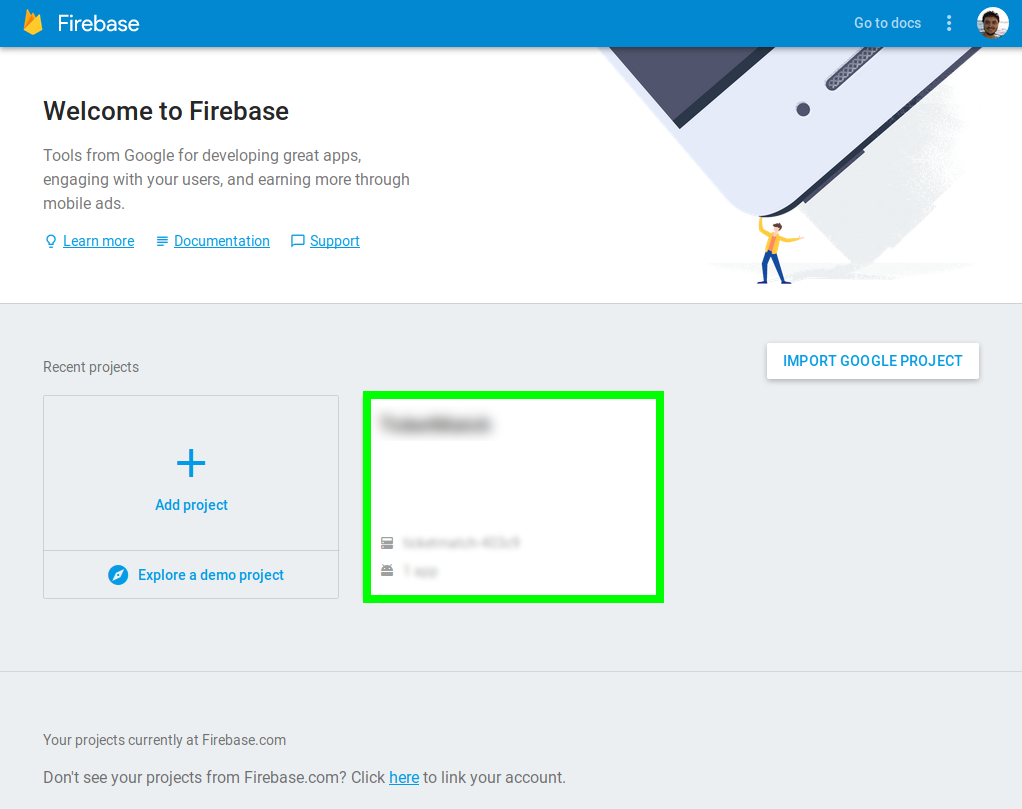 Firebase
Go to docs
Welcome to Firebase
Tools from Google for developing great apps,
engaging with your users, and earning more through
mobile ads.
Learn more Documentation Support
Recent projects
IMPORT GOOGLE PROJECT
Add project
Explore a demo project
1 app
Your projects currently at Firebase.com
Don't see your projects from Firebase.com? Click here to link your account.